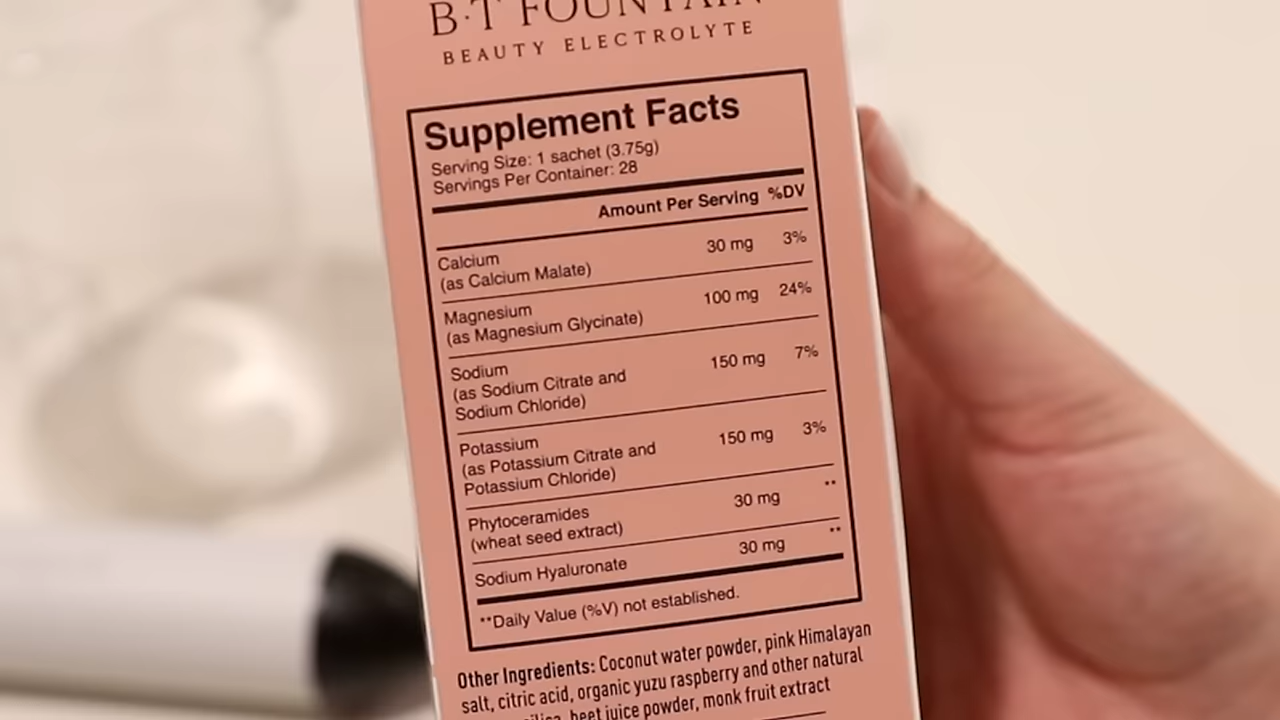 B·T FOUNTAIN
BEAUTY ELECTROLYTE
Supplement Facts
Serving Size: 1 sachet (3.75g)
Servings Per Container: 28
Amount Per Serving %DV
Calcium
(as Calcium Malate) 30 mg 3%
Magnesium
(as Magnesium Glycinate) 100 mg 24%
Sodium
(as Sodium Citrate and
Sodium Chloride) 150 mg 7%
Potassium
(as Potassium Citrate and
Potassium Chloride) 150 mg 3%
Phytoceramides
(wheat seed extract) 30 mg **
Sodium Hyaluronate 30 mg **
**Daily Value (%V) not established.
Other Ingredients: Coconut water powder, pink Himalayan
salt, citric acid, organic yuzu raspberry and other natural
beet juice powder, monk fruit extract